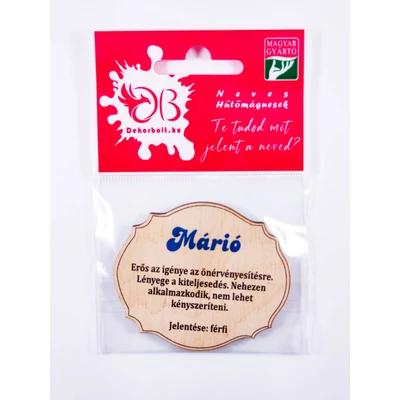 MAGYAR
GYÁRTÓ
DB
Dekorbolt.hu
Neves
Hűtőmágnesek
Te tudod mit
jelent a neved?
Márió
Erős az igénye az önérvényesítésre.
Lényege a kiteljesedés. Nehezen
alkalmazkodik, nem lehet
kényszeríteni.
Jelentése: férfi